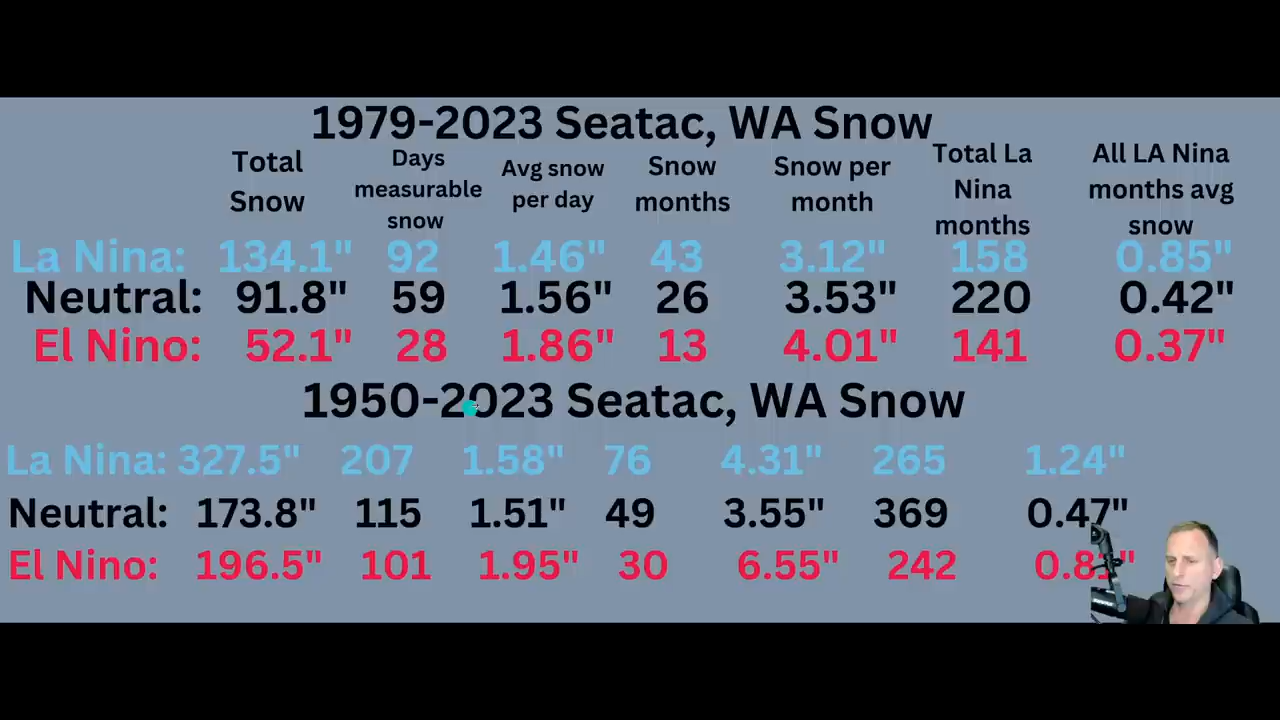 1979-2023 Seatac, WA Snow
Total Snow Days measurable snow Avg snow per day Snow months Snow per month Total La Nina months All LA Nina months avg snow
La Nina: 134.1" 92 1.46" 43 3.12" 158 0.85"
Neutral: 91.8" 59 1.56" 26 3.53" 220 0.42"
El Nino: 52.1" 28 1.86" 13 4.01" 141 0.37"
1950-2023 Seatac, WA Snow
La Nina: 327.5" 207 1.58" 76 4.31" 265 1.24"
Neutral: 173.8" 115 1.51" 49 3.55" 369 0.47"
El Nino: 196.5" 101 1.95" 30 6.55" 242